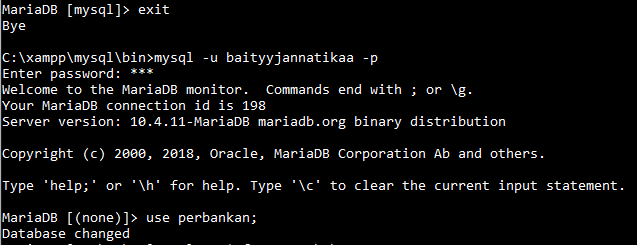 MariaDB [mysql]> exit
Bye
C:\xampp\mysql\bin>mysql -u baityyjannatikaa -p
Enter password: ***
Welcome to the MariaDB monitor.  Commands end with ; or \g.
Your MariaDB connection id is 198
Server version: 10.4.11-MariaDB mariadb.org binary distribution
Copyright (c) 2000, 2018, Oracle, MariaDB Corporation Ab and others.
Type 'help;' or '\h' for help. Type '\c' to clear the current input statement.
MariaDB [(none)]> use perbankan;
Database changed